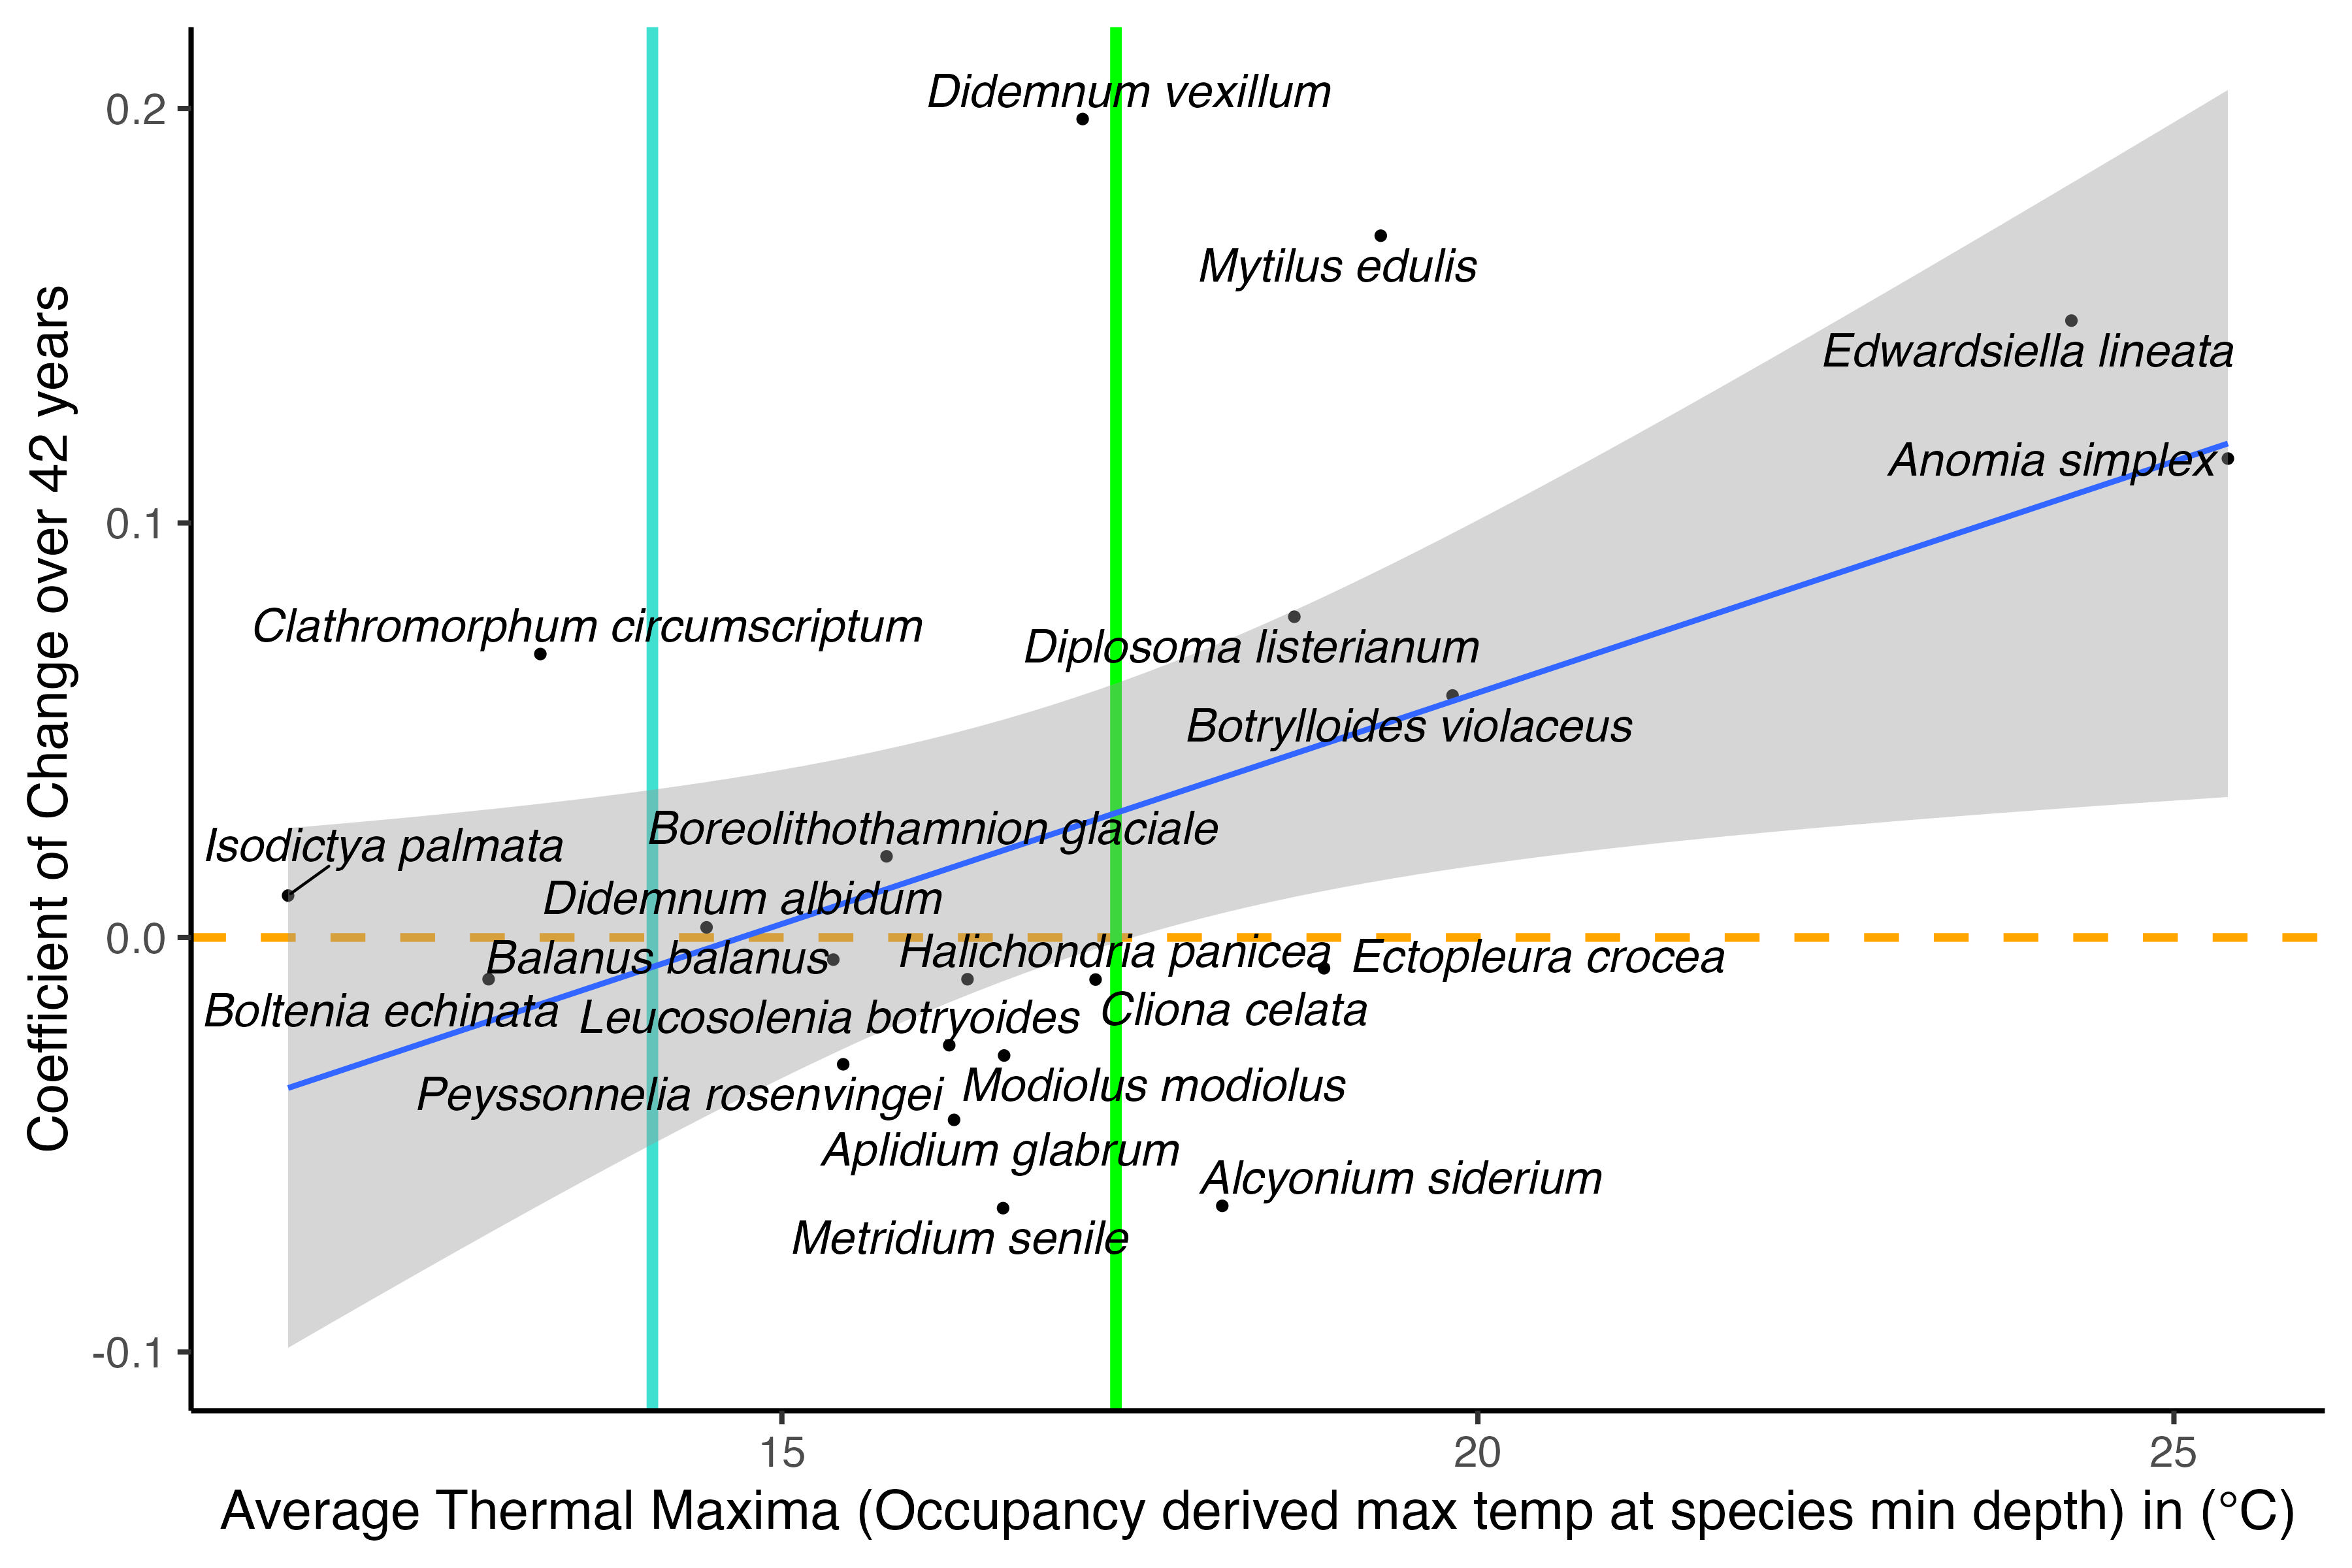 Didemnum vexillum
0.2
Mytilus edulis
Edwardsiella lineata
Anomia simplex
0.1
Clathromorphum circumscriptum
Diplosoma listerianum
Botrylloides violaceus
Boreolithothamnion glaciale
Isodictya palmata
Didemnum albidum
0.0
Balanus balanus
Halichondria panicea
Ectopleura crocea
Boltenia echinata
Leucosolenia botryoides
Cliona celata
Peyssonnelia rosenvingei
Modiolus modiolus
Aplidium glabrum
Alcyonium siderium
Metridium senile
-0.1
15
20
25
Coefficient of Change over 42 years
Average Thermal Maxima (Occupancy derived max temp at species min depth) in (°C)